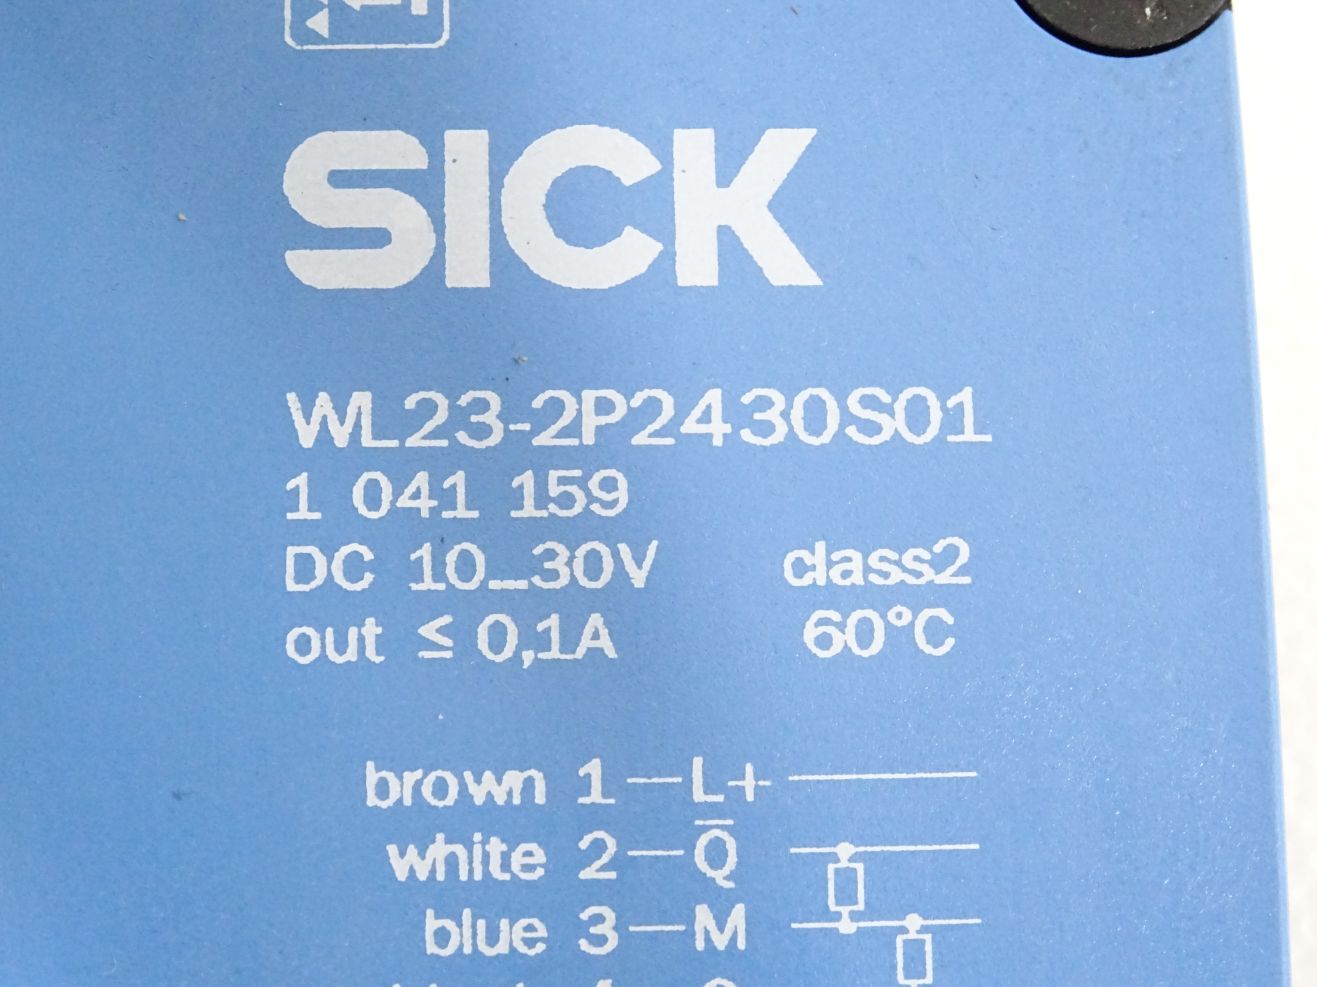 SICK
WL23-2P2430S01
1 041 159
DC 10...30V class2
out ≤ 0,1A 60°C
brown 1 — L+
white 2 — Q̅
blue 3 — M